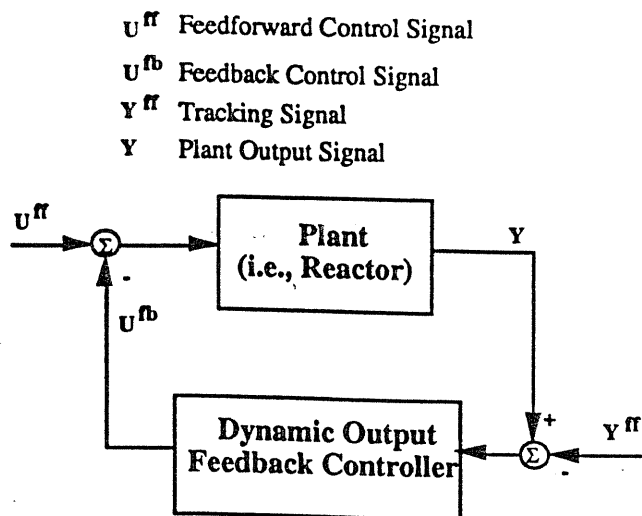 U^ff Feedforward Control Signal
U^fb Feedback Control Signal
Y^ff Tracking Signal
Y Plant Output Signal
U^ff
Σ
-
Plant
(i.e., Reactor)
Y
U^fb
Dynamic Output
Feedback Controller
+
Σ
-
Y^ff